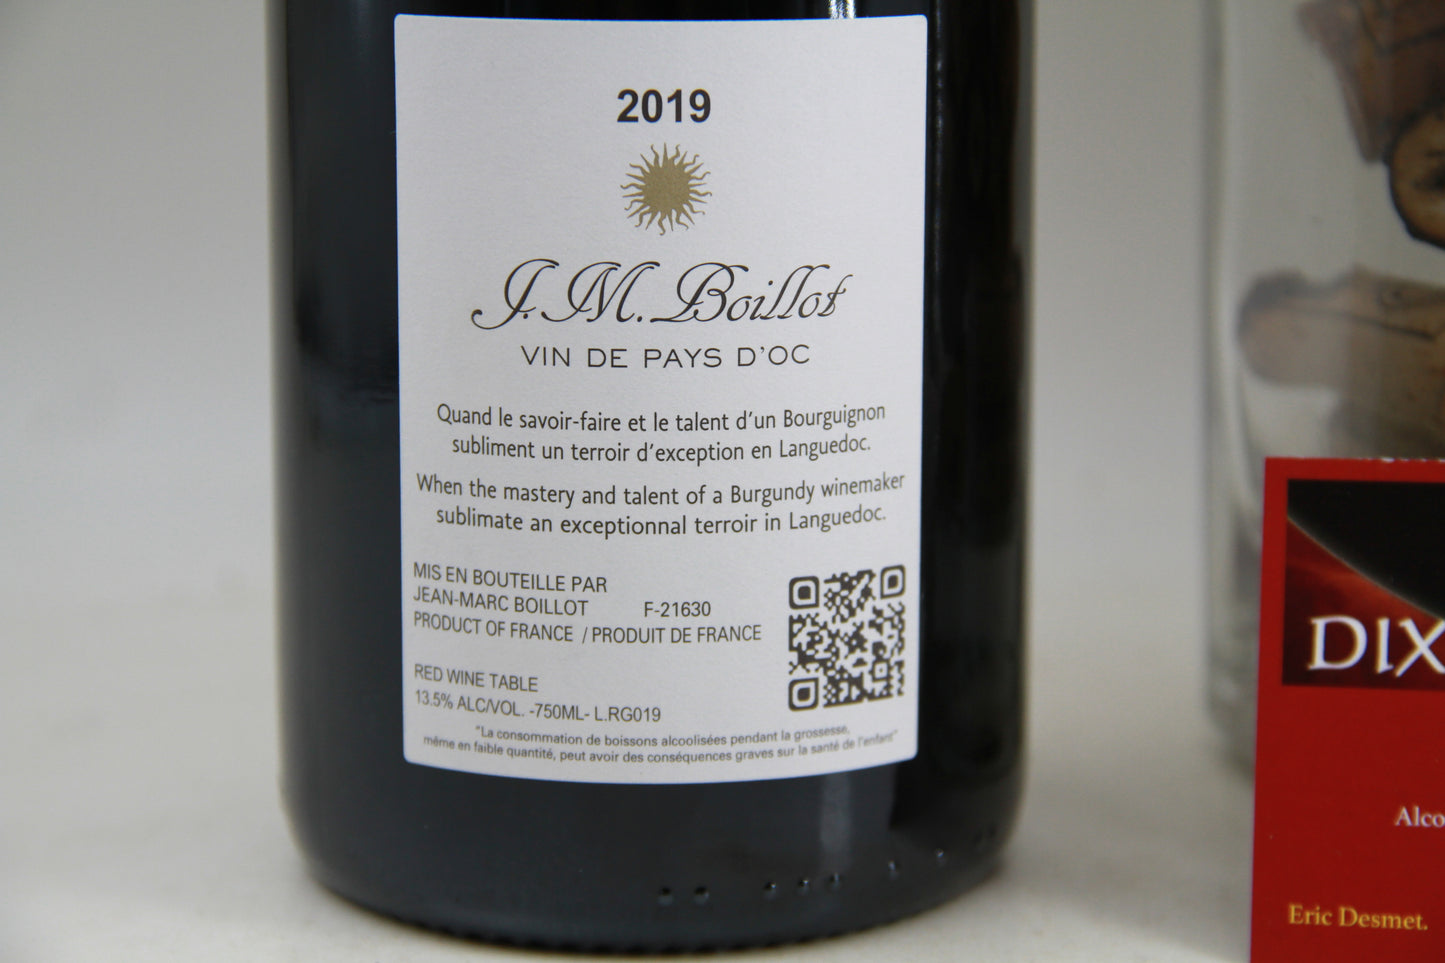 2019
J.M. Boillot
VIN DE PAYS D'OC
Quand le savoir-faire et le talent d'un Bourguignon
subliment un terroir d'exception en Languedoc.
When the mastery and talent of a Burgundy winemaker
sublimate an exceptionnal terroir in Languedoc.
MIS EN BOUTEILLE PAR
JEAN-MARC BOILLOT F-21630
PRODUCT OF FRANCE / PRODUIT DE FRANCE
RED WINE TABLE
13.5% ALC/VOL. -750ML- L.RG019
"La consommation de boissons alcoolisées pendant la grossesse,
même en faible quantité, peut avoir des conséquences graves sur la santé de l'enfant"
DIX
Alco
Eric Desmet.